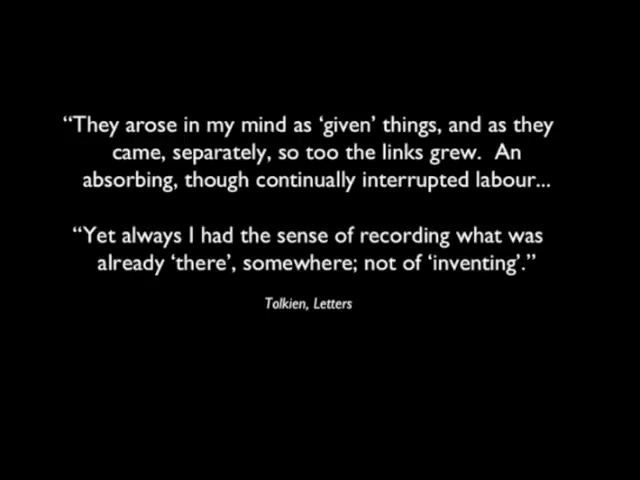 “They arose in my mind as ‘given’ things, and as they
came, separately, so too the links grew.  An
absorbing, though continually interrupted labour...
“Yet always I had the sense of recording what was
already ‘there’, somewhere; not of ‘inventing’.”
Tolkien, Letters